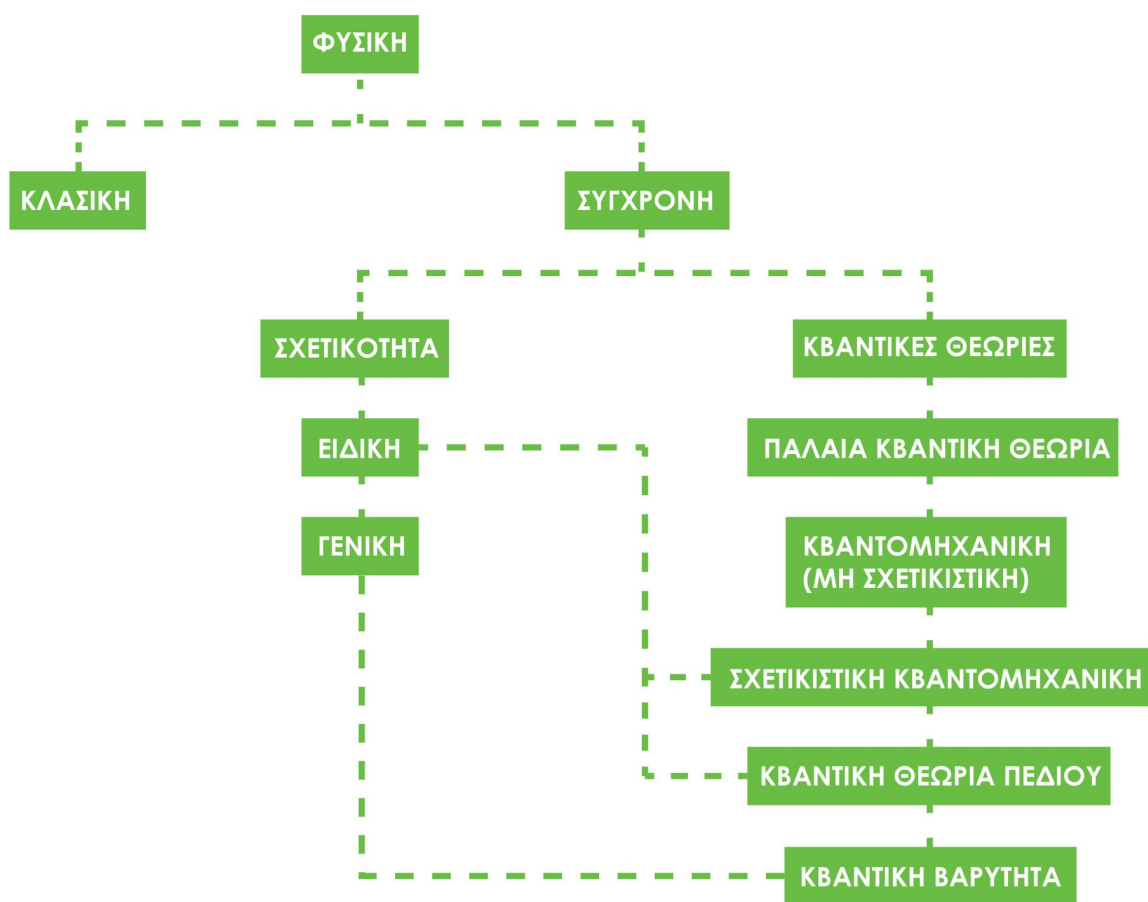 ΦΥΣΙΚΗ
ΚΛΑΣΙΚΗ
ΣΥΓΧΡΟΝΗ
ΣΧΕΤΙΚΟΤΗΤΑ
ΚΒΑΝΤΙΚΕΣ ΘΕΩΡΙΕΣ
ΕΙΔΙΚΗ
ΠΑΛΑΙΑ ΚΒΑΝΤΙΚΗ ΘΕΩΡΙΑ
ΓΕΝΙΚΗ
ΚΒΑΝΤΟΜΗΧΑΝΙΚΗ
(ΜΗ ΣΧΕΤΙΚΙΣΤΙΚΗ)
ΣΧΕΤΙΚΙΣΤΙΚΗ ΚΒΑΝΤΟΜΗΧΑΝΙΚΗ
ΚΒΑΝΤΙΚΗ ΘΕΩΡΙΑ ΠΕΔΙΟΥ
ΚΒΑΝΤΙΚΗ ΒΑΡΥΤΗΤΑ